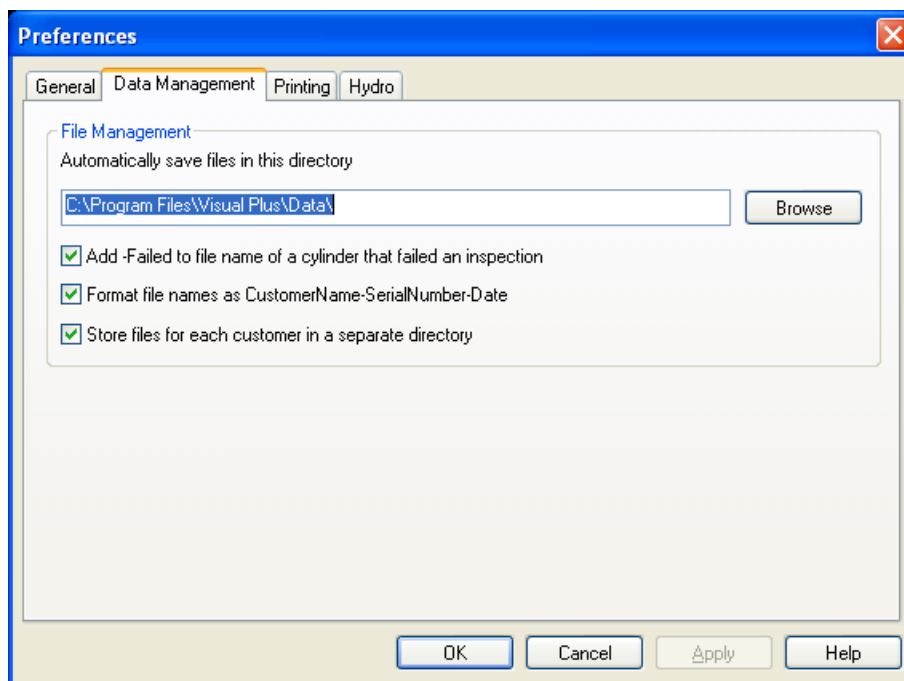 Preferences
General Data Management Printing Hydro
File Management
Automatically save files in this directory
C:\Program Files\Visual Plus\Data\
Browse
Add -Failed to file name of a cylinder that failed an inspection
Format file names as CustomerName-SerialNumber-Date
Store files for each customer in a separate directory
OK Cancel Apply Help